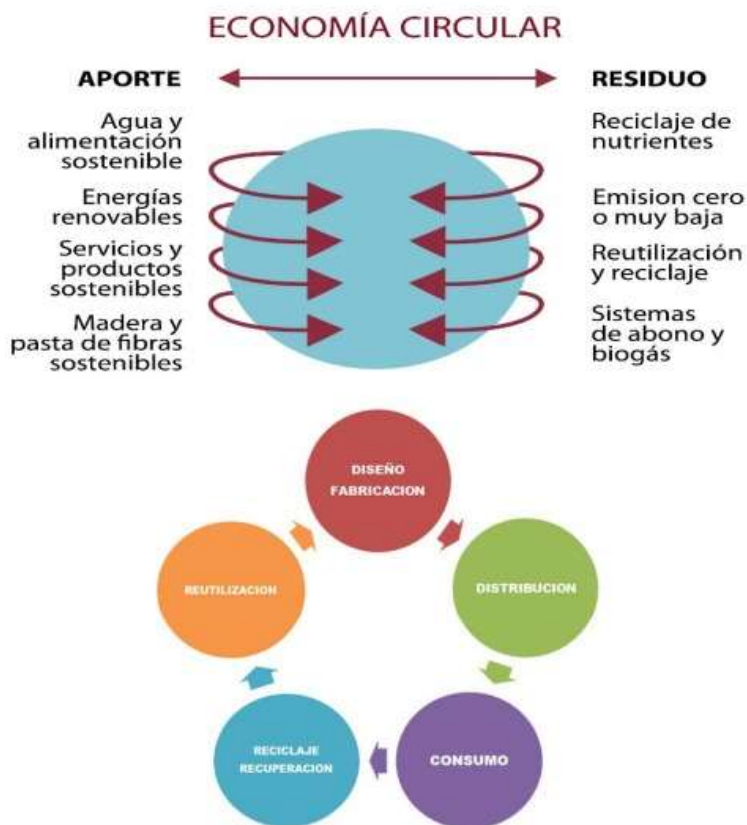 ECONOMÍA CIRCULAR
APORTE
RESIDUO
Agua y
alimentación
sostenible
Energías
renovables
Servicios y
productos
sostenibles
Madera y
pasta de fibras
sostenibles
Reciclaje de
nutrientes
Emision cero
o muy baja
Reutilización
y reciclaje
Sistemas
de abono y
biogás
DISEÑO
FABRICACION
DISTRIBUCION
CONSUMO
RECICLAJE
RECUPERACION
REUTILIZACION